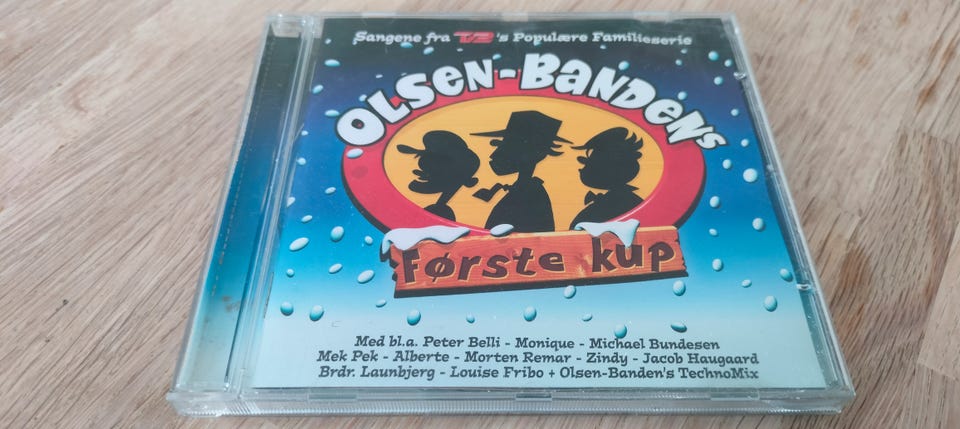 Sangene fra TV3's Populære Familieserie
OLSEN-BANDENS
Første kup
Med bl.a. Peter Belli - Monique - Michael Bundesen
Mek Pek - Alberte - Morten Remar - Zindy - Jacob Haugaard
Brdr. Launbjerg - Louise Fribo + Olsen-Banden's TechnoMix